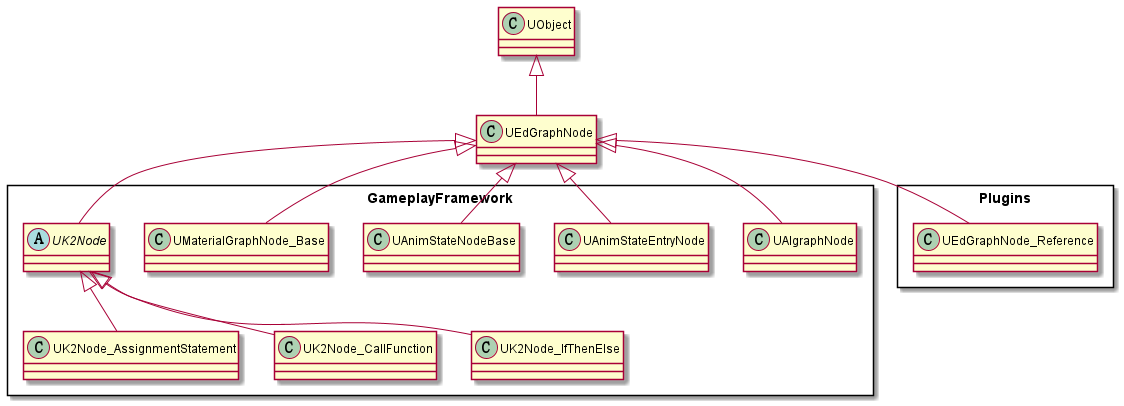 C UObject
C UEdGraphNode
GameplayFramework
Plugins
A UK2Node
C UMaterialGraphNode_Base
C UAnimStateNodeBase
C UAnimStateEntryNode
C UAIgraphNode
C UEdGraphNode_Reference
C UK2Node_AssignmentStatement
C UK2Node_CallFunction
C UK2Node_IfThenElse